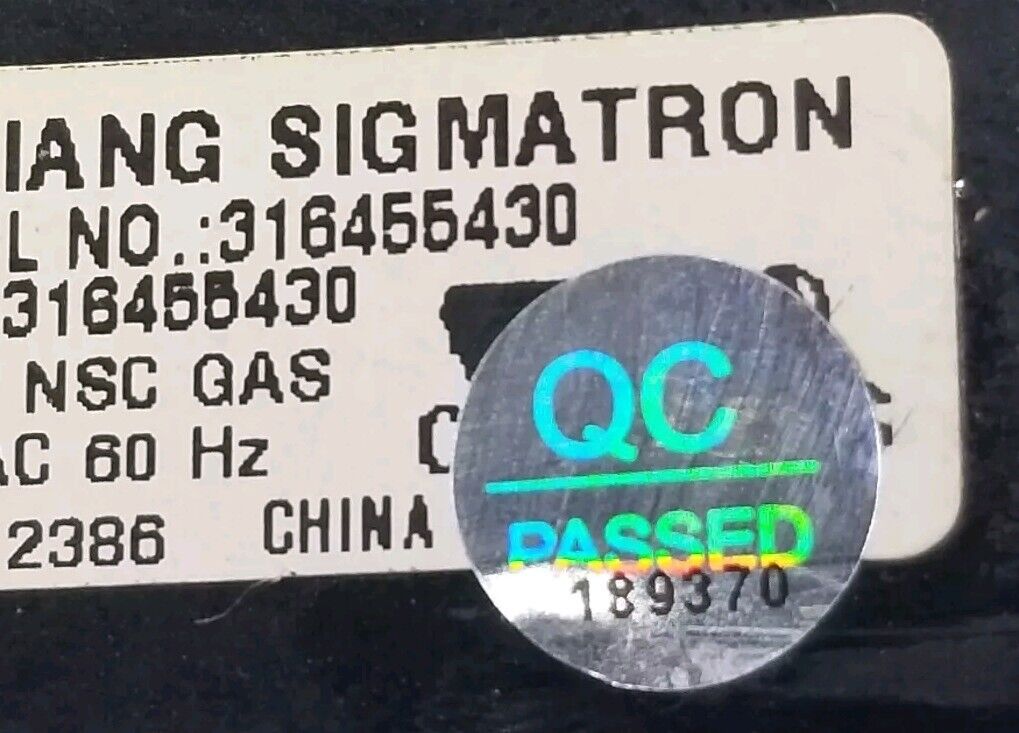 IANG SIGMATRON
L NO.:316455430
316455430
NSC GAS
AC 60 Hz
2386 CHINA
QC
PASSED
189370